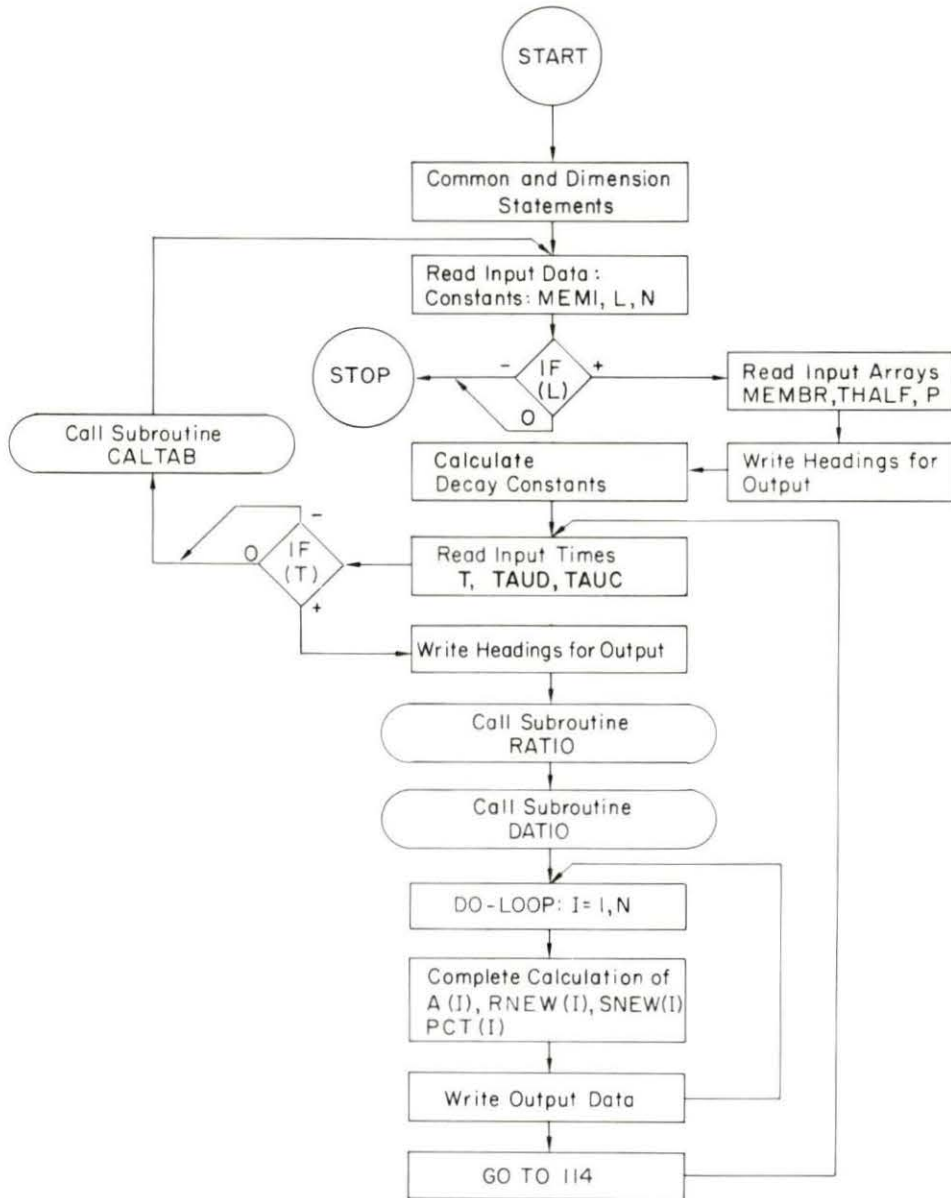 START
Common and Dimension
Statements
Read Input Data :
Constants: MEMI, L, N
STOP
-
IF
(L)
+
O
Read Input Arrays
MEMBR, THALF, P
Call Subroutine
CALTAB
Calculate
Decay Constants
Write Headings for
Output
-
O
IF
(T)
+
Read Input Times
T, TAUD, TAUC
Write Headings for Output
Call Subroutine
RATIO
Call Subroutine
DATIO
DO-LOOP: I= I,N
Complete Calculation of
A (I), RNEW (I), SNEW(I)
PCT (I)
Write Output Data
GO TO 114